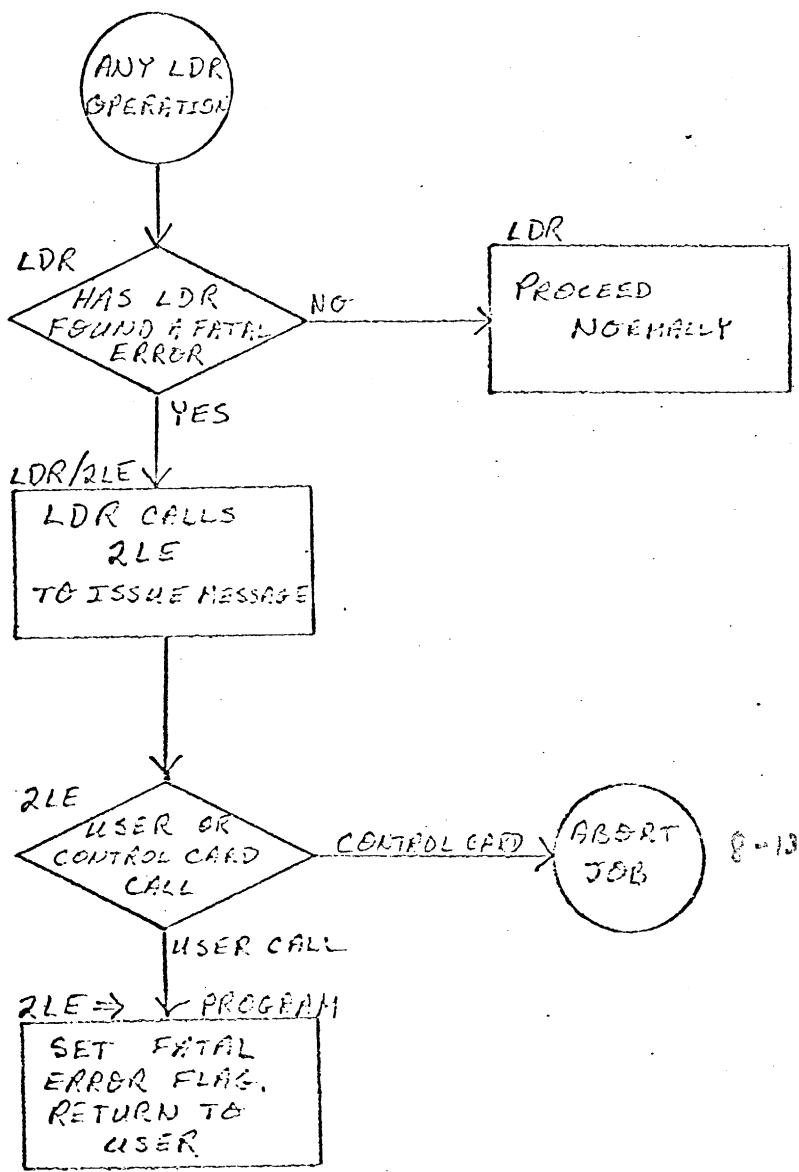 ANY LDR
OPERATION
LDR
HAS LDR
FOUND A FATAL
ERROR
NO
LDR
PROCEED
NORMALLY
YES
LDR/2LE
LDR CALLS
2LE
TO ISSUE MESSAGE
2LE
USER OR
CONTROL CARD
CALL
CONTROL CARD
ABORT
JOB
USER CALL
2LE ⇒ PROGRAM
SET FATAL
ERROR FLAG.
RETURN TO
USER